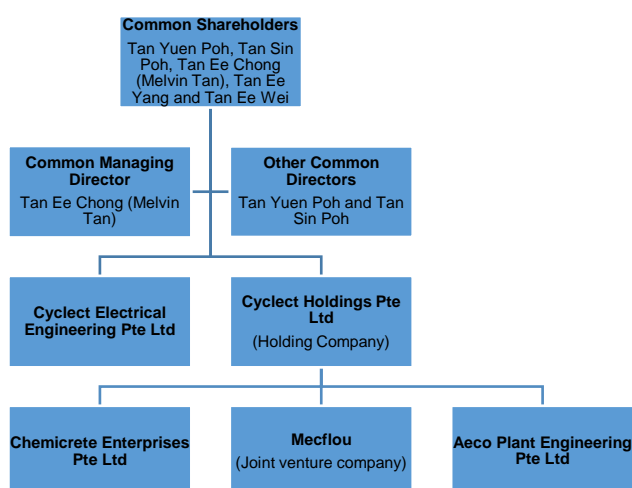 Common Shareholders
Tan Yuen Poh, Tan Sin
Poh, Tan Ee Chong
(Melvin Tan), Tan Ee
Yang and Tan Ee Wei
Common Managing
Director
Tan Ee Chong (Melvin
Tan)
Other Common
Directors
Tan Yuen Poh and Tan
Sin Poh
Cyclect Electrical
Engineering Pte Ltd
Cyclect Holdings Pte
Ltd
(Holding Company)
Chemicrete Enterprises
Pte Ltd
Mecflou
(Joint venture company)
Aeco Plant Engineering
Pte Ltd